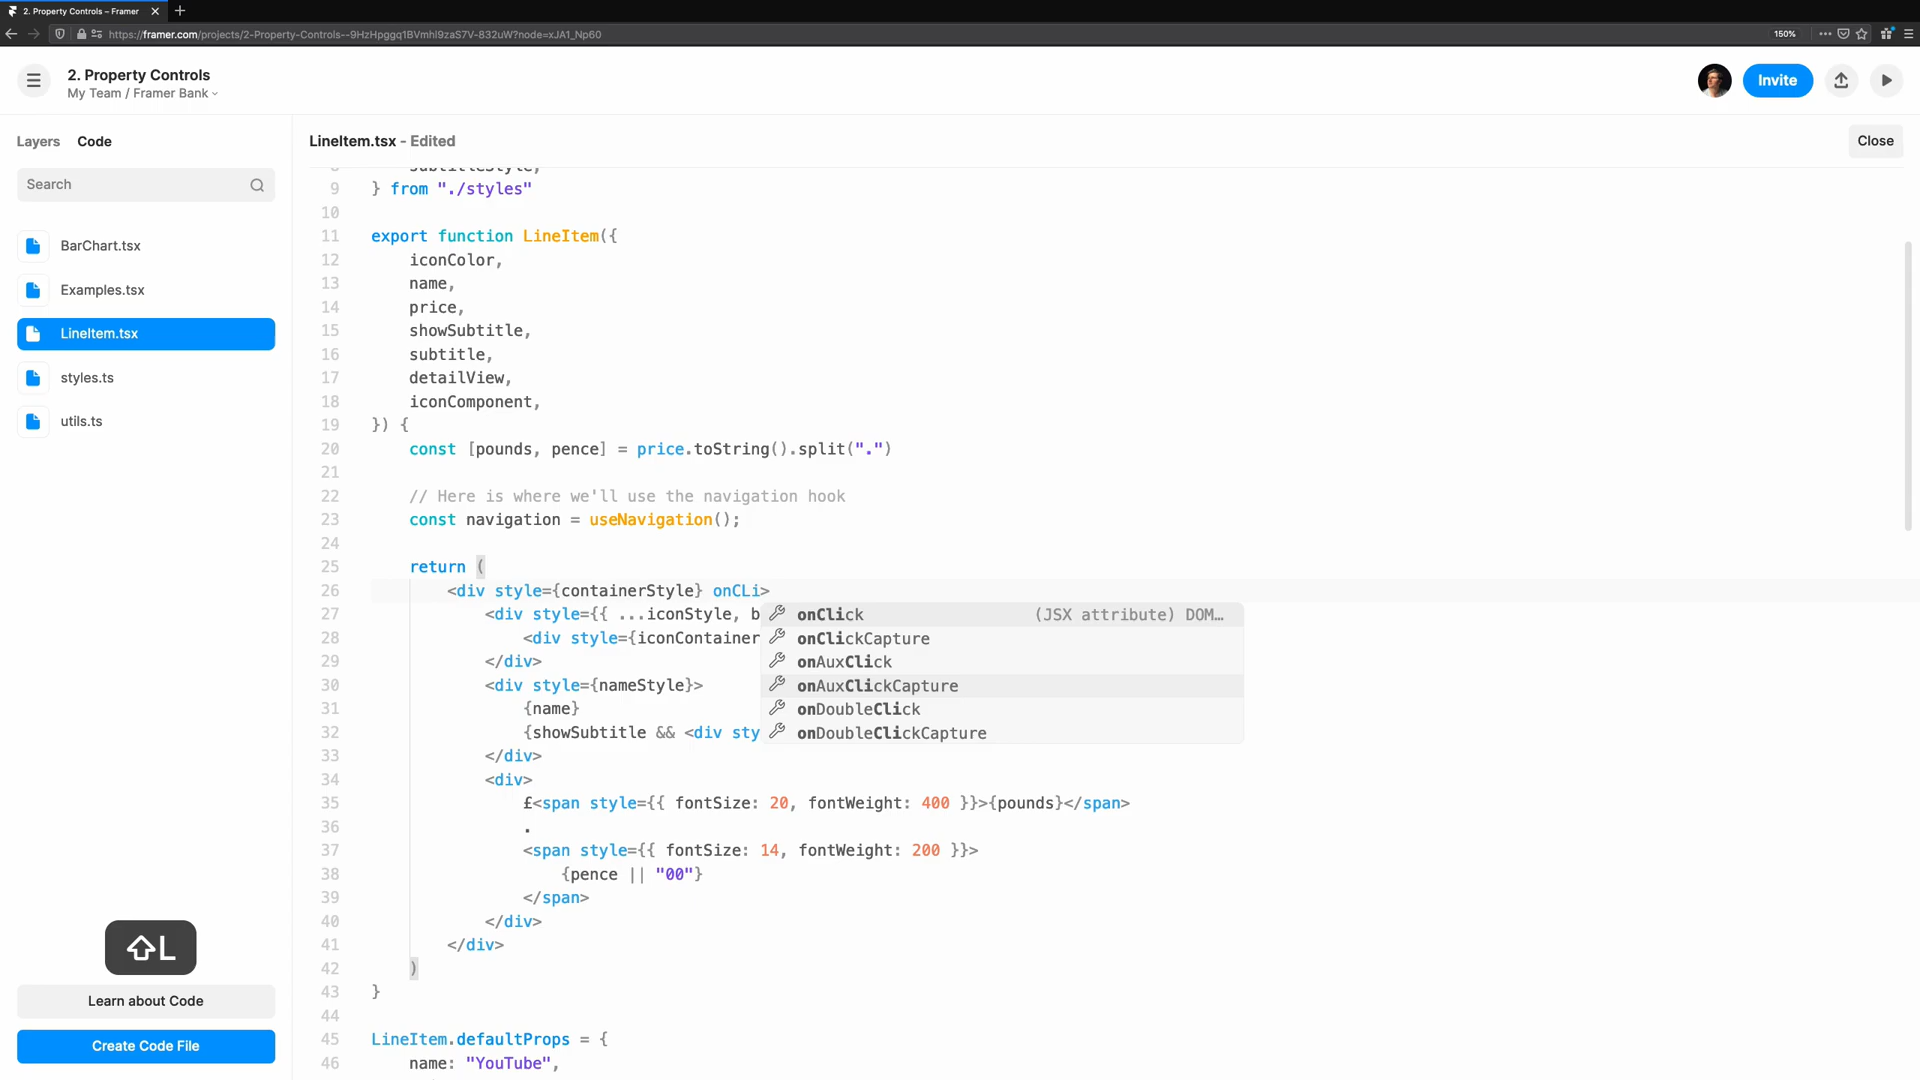 2. Property Controls – Framer
https://framer.com/projects/2-Property-Controls--9HzHpggq1BVmhI9zaS7V-832uW?node=xJA1_Np60
150%
2. Property Controls
My Team / Framer Bank
Invite
Layers Code
LineItem.tsx - Edited
Close
Search
BarChart.tsx
Examples.tsx
LineItem.tsx
styles.ts
utils.ts
8 subtitleStyle,
9 } from "./styles"
10
11 export function LineItem({
12 iconColor,
13 name,
14 price,
15 showSubtitle,
16 subtitle,
17 detailView,
18 iconComponent,
19 }) {
20 const [pounds, pence] = price.toString().split(".")
21
22 // Here is where we'll use the navigation hook
23 const navigation = useNavigation();
24
25 return (
26 <div style={containerStyle} onCLi>
27 <div style={{ ...iconStyle, b
28 <div style={iconContainer
29 </div>
30 <div style={nameStyle}>
31 {name}
32 {showSubtitle && <div sty
33 </div>
34 <div>
35 £<span style={{ fontSize: 20, fontWeight: 400 }}>{pounds}</span>
36 .
37 <span style={{ fontSize: 14, fontWeight: 200 }}>
38 {pence || "00"}
39 </span>
40 </div>
41 </div>
42 )
43 }
44
45 LineItem.defaultProps = {
46 name: "YouTube",
onClick (JSX attribute) DOM…
onClickCapture
onAuxClick
onAuxClickCapture
onDoubleClick
onDoubleClickCapture
⇧L
Learn about Code
Create Code File